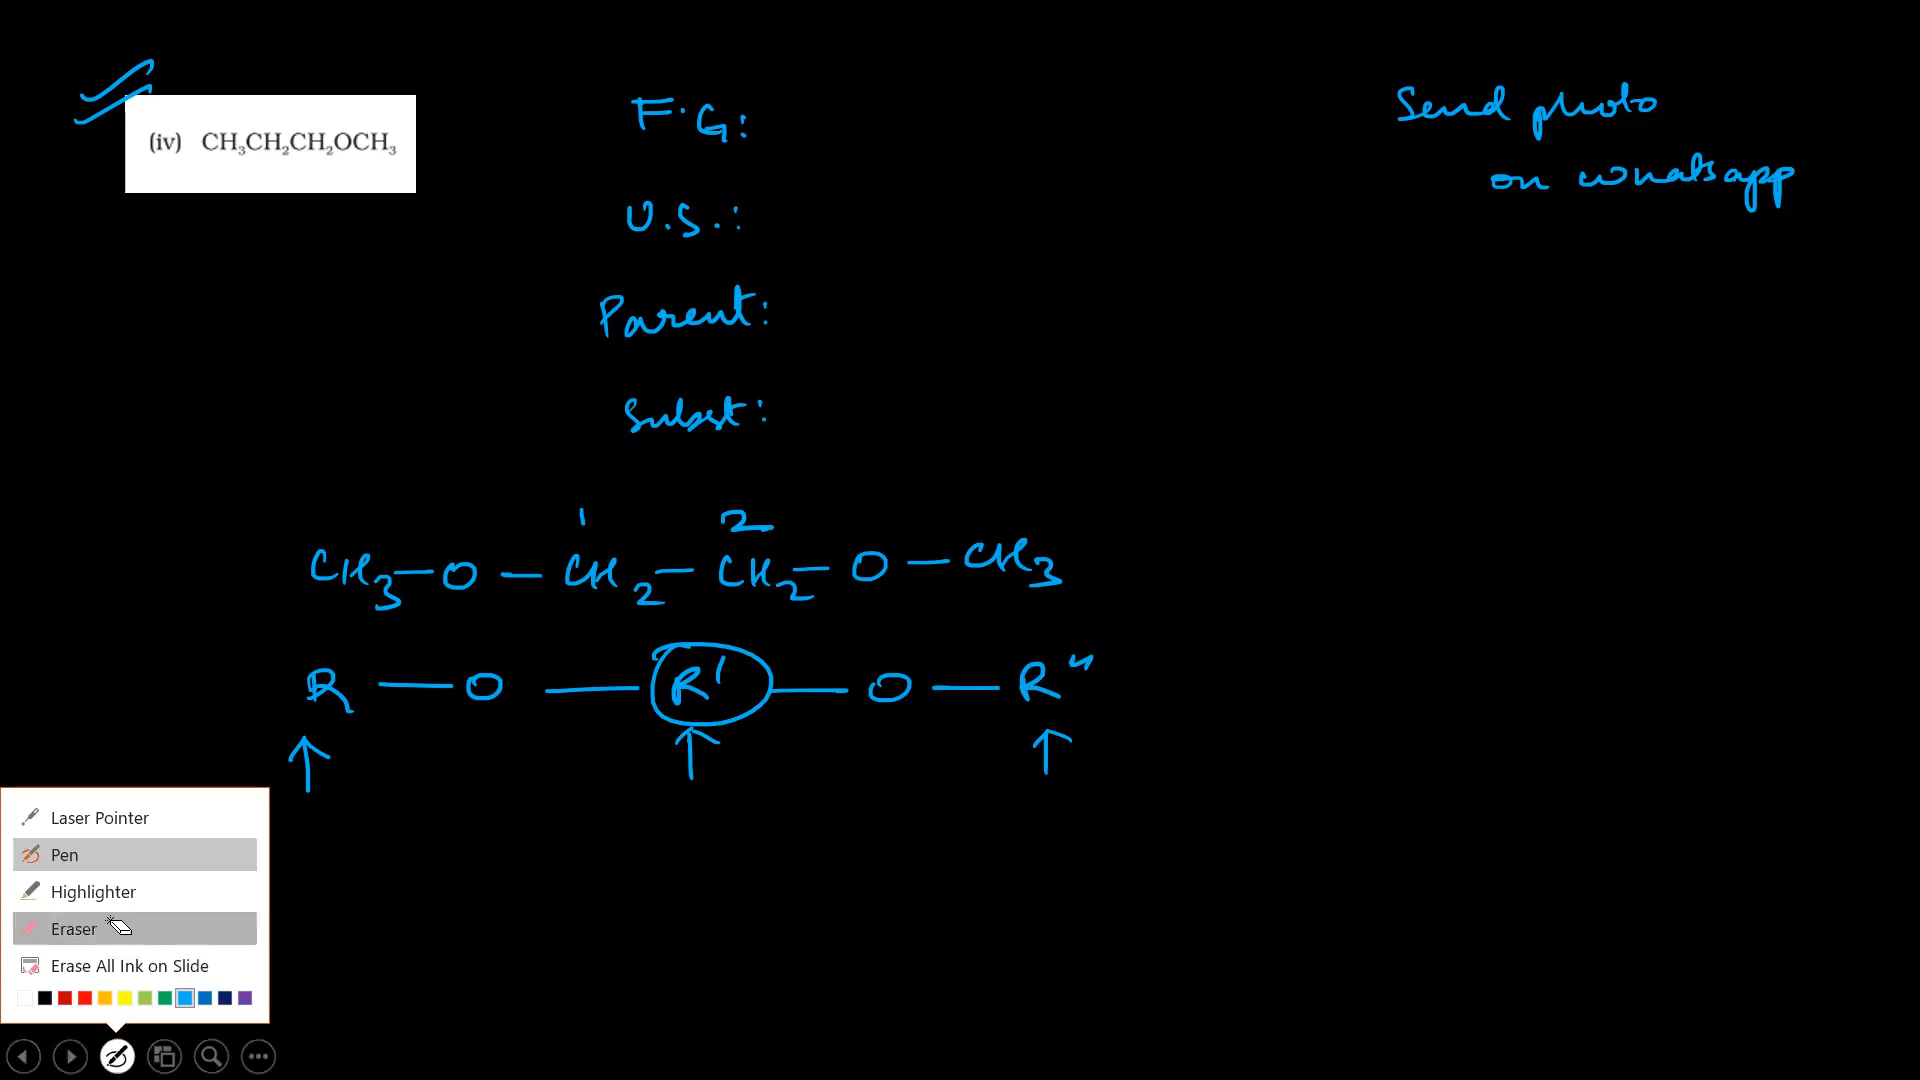 (iv) CH₃CH₂CH₂OCH₃
F.G:
U.S.:
Parent:
Subst:
Send photo
on whatsapp
1 2
CH₃—O—CH₂—CH₂—O—CH₃
R—O—R'—O—R"
Laser Pointer
Pen
Highlighter
Eraser
Erase All Ink on Slide